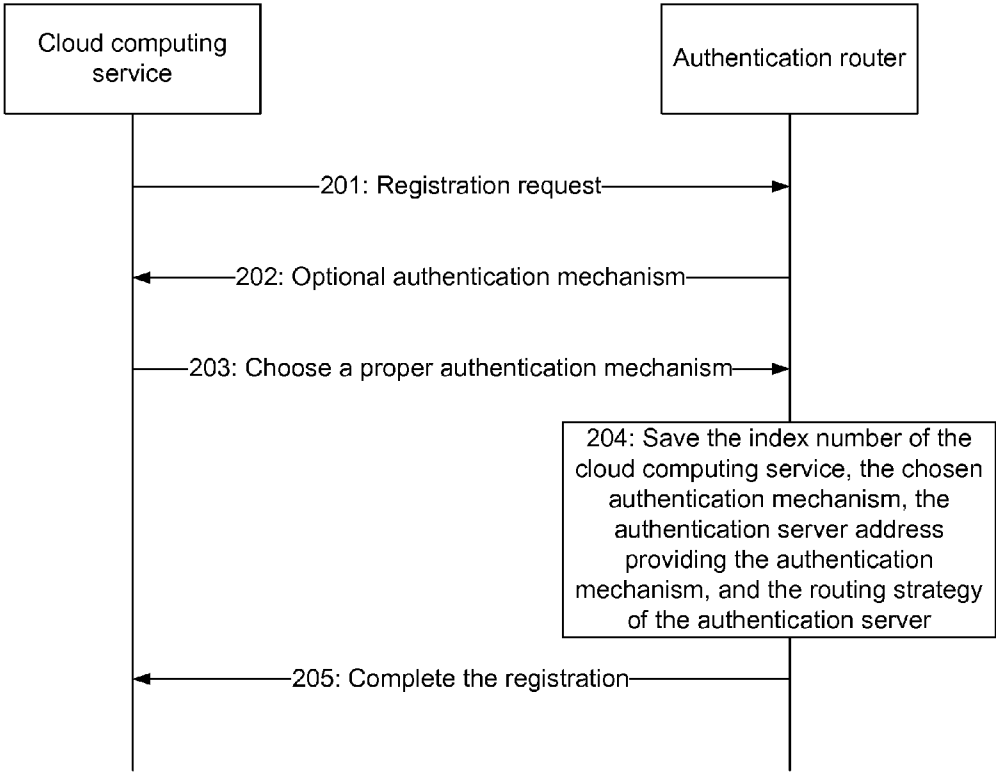 Cloud computing
service
Authentication router
201: Registration request
202: Optional authentication mechanism
203: Choose a proper authentication mechanism
204: Save the index number of the
cloud computing service, the chosen
authentication mechanism, the
authentication server address
providing the authentication
mechanism, and the routing strategy
of the authentication server
205: Complete the registration